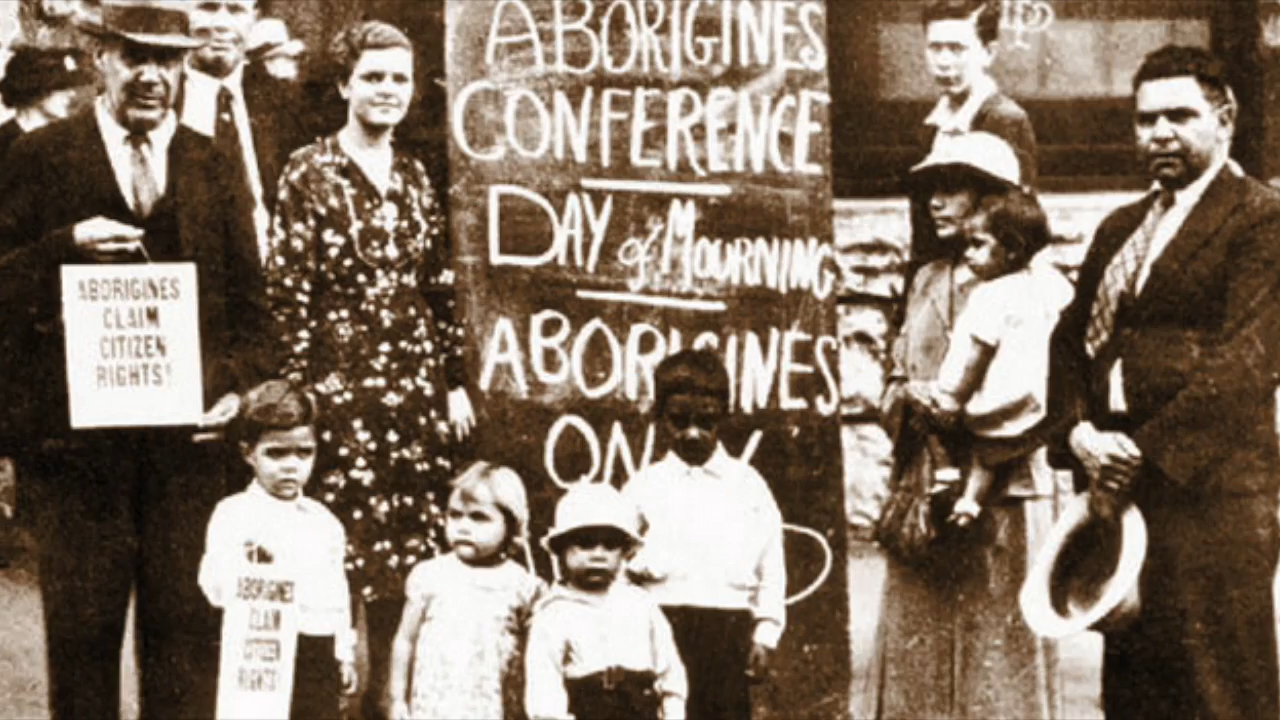 ABORIGINES
CONFERENCE
DAY of MOURNING
ABORIGINES
ONLY
ABORIGINES
CLAIM
CITIZEN
RIGHTS!
ABORIGINES
CLAIM
CITIZEN
RIGHTS!